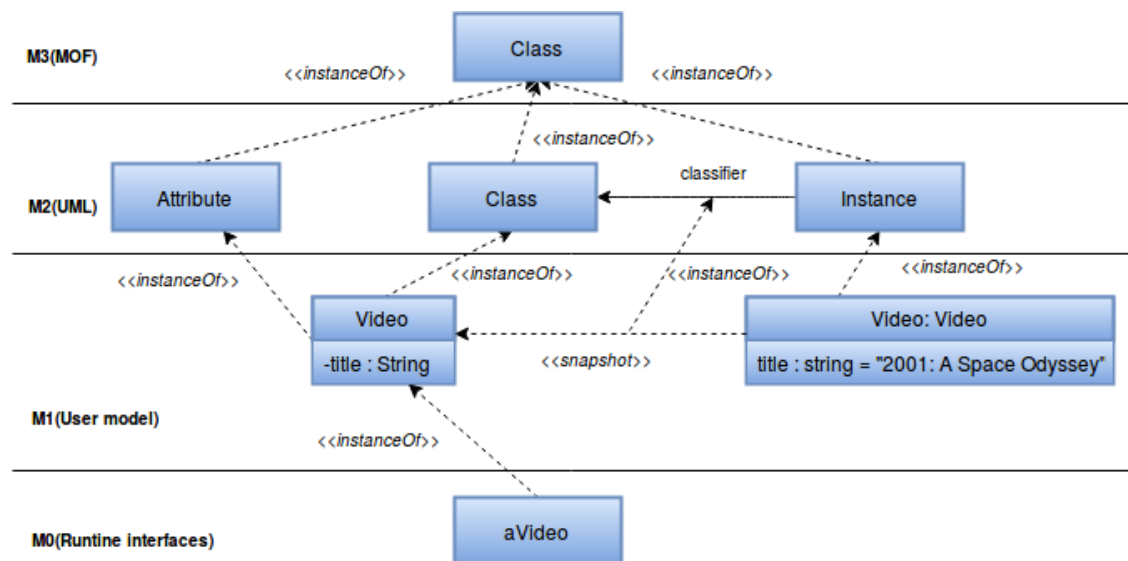 Class
M3(MOF)
<<instanceOf>>
<<instanceOf>>
<<instanceOf>>
classifier
Attribute
Class
Instance
M2(UML)
<<instanceOf>>
<<instanceOf>>
<<instanceOf>>
<<instanceOf>>
Video
Video: Video
-title : String
<<snapshot>>
title : string = "2001: A Space Odyssey"
M1(User model)
<<instanceOf>>
aVideo
M0(Runtime interfaces)